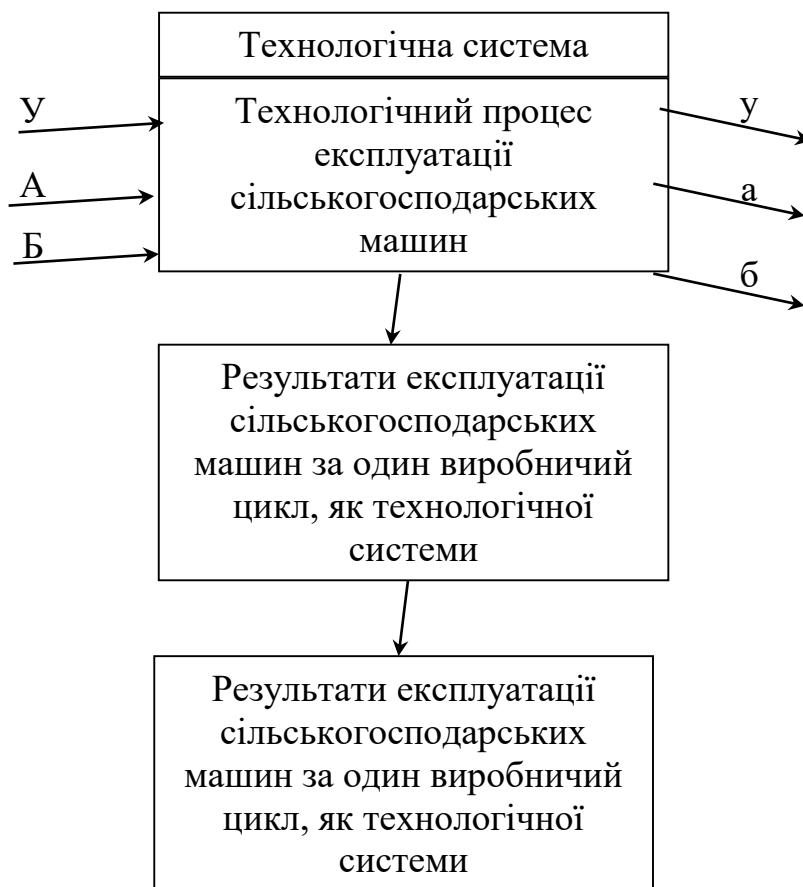 Технологічна система
У
А
Б
Технологічний процес
експлуатації
сільськогосподарських
машин
у
а
б
Результати експлуатації
сільськогосподарських
машин за один виробничий
цикл, як технологічної
системи
Результати експлуатації
сільськогосподарських
машин за один виробничий
цикл, як технологічної
системи